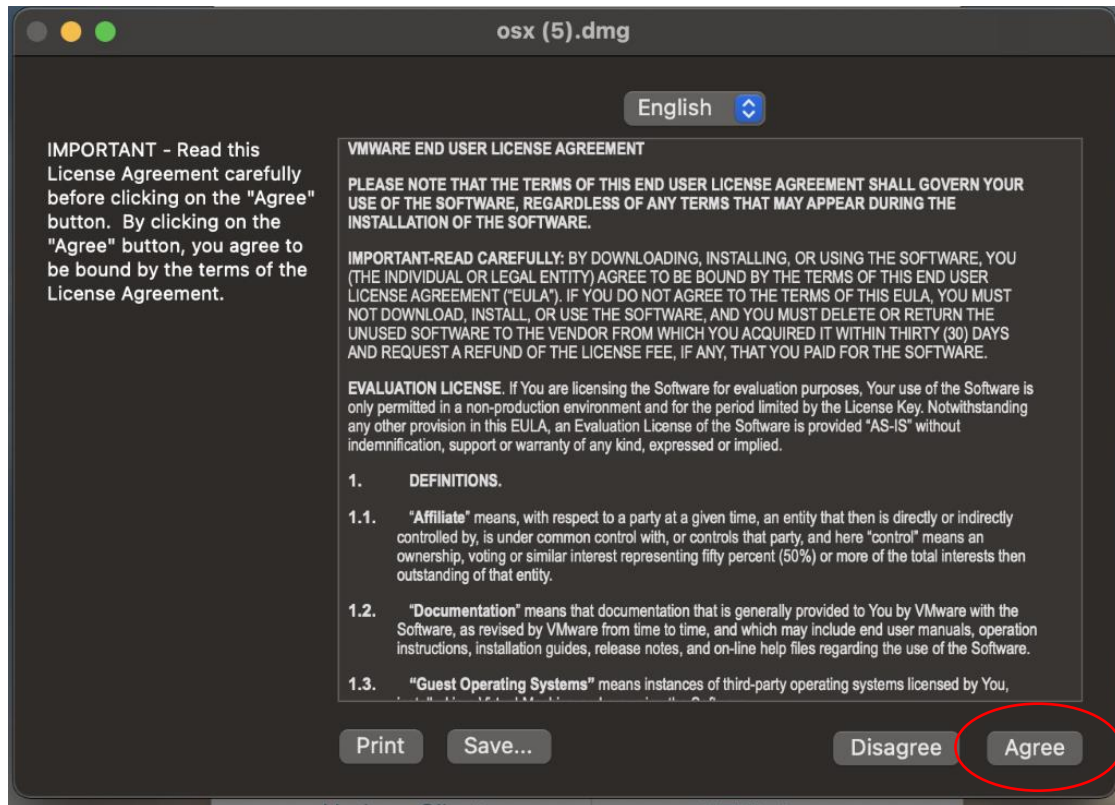 osx (5).dmg
English
IMPORTANT - Read this
License Agreement carefully
before clicking on the "Agree"
button.  By clicking on the
"Agree" button, you agree to
be bound by the terms of the
License Agreement.
VMWARE END USER LICENSE AGREEMENT
PLEASE NOTE THAT THE TERMS OF THIS END USER LICENSE AGREEMENT SHALL GOVERN YOUR
USE OF THE SOFTWARE, REGARDLESS OF ANY TERMS THAT MAY APPEAR DURING THE
INSTALLATION OF THE SOFTWARE.
IMPORTANT-READ CAREFULLY: BY DOWNLOADING, INSTALLING, OR USING THE SOFTWARE, YOU
(THE INDIVIDUAL OR LEGAL ENTITY) AGREE TO BE BOUND BY THE TERMS OF THIS END USER
LICENSE AGREEMENT (“EULA”). IF YOU DO NOT AGREE TO THE TERMS OF THIS EULA, YOU MUST
NOT DOWNLOAD, INSTALL, OR USE THE SOFTWARE, AND YOU MUST DELETE OR RETURN THE
UNUSED SOFTWARE TO THE VENDOR FROM WHICH YOU ACQUIRED IT WITHIN THIRTY (30) DAYS
AND REQUEST A REFUND OF THE LICENSE FEE, IF ANY, THAT YOU PAID FOR THE SOFTWARE.
EVALUATION LICENSE. If You are licensing the Software for evaluation purposes, Your use of the Software is
only permitted in a non-production environment and for the period limited by the License Key. Notwithstanding
any other provision in this EULA, an Evaluation License of the Software is provided “AS-IS” without
indemnification, support or warranty of any kind, expressed or implied.
1. DEFINITIONS.
1.1. “Affiliate” means, with respect to a party at a given time, an entity that then is directly or indirectly
controlled by, is under common control with, or controls that party, and here “control” means an
ownership, voting or similar interest representing fifty percent (50%) or more of the total interests then
outstanding of that entity.
1.2. “Documentation” means that documentation that is generally provided to You by VMware with the
Software, as revised by VMware from time to time, and which may include end user manuals, operation
instructions, installation guides, release notes, and on-line help files regarding the use of the Software.
1.3. “Guest Operating Systems” means instances of third-party operating systems licensed by You,
Print
Save...
Disagree
Agree